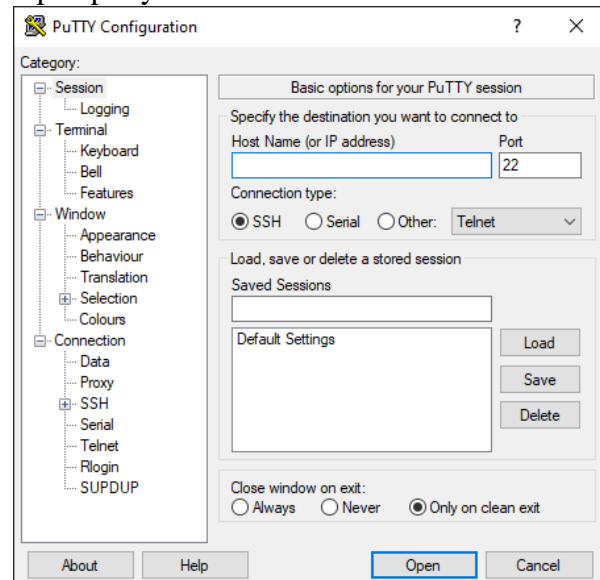 PuTTY Configuration
?
Category:
Session
Logging
Terminal
Keyboard
Bell
Features
Window
Appearance
Behaviour
Translation
Selection
Colours
Connection
Data
Proxy
SSH
Serial
Telnet
Rlogin
SUPDUP
Basic options for your PuTTY session
Specify the destination you want to connect to
Host Name (or IP address) Port
22
Connection type:
SSH Serial Other: Telnet
Load, save or delete a stored session
Saved Sessions
Default Settings
Load
Save
Delete
Close window on exit:
Always Never Only on clean exit
About Help Open Cancel